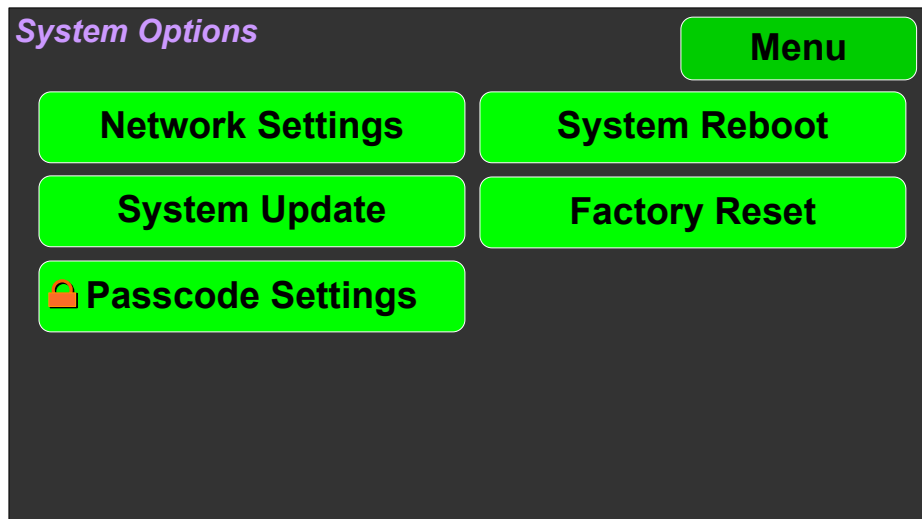 System Options
Menu
Network Settings
System Reboot
System Update
Factory Reset
Passcode Settings